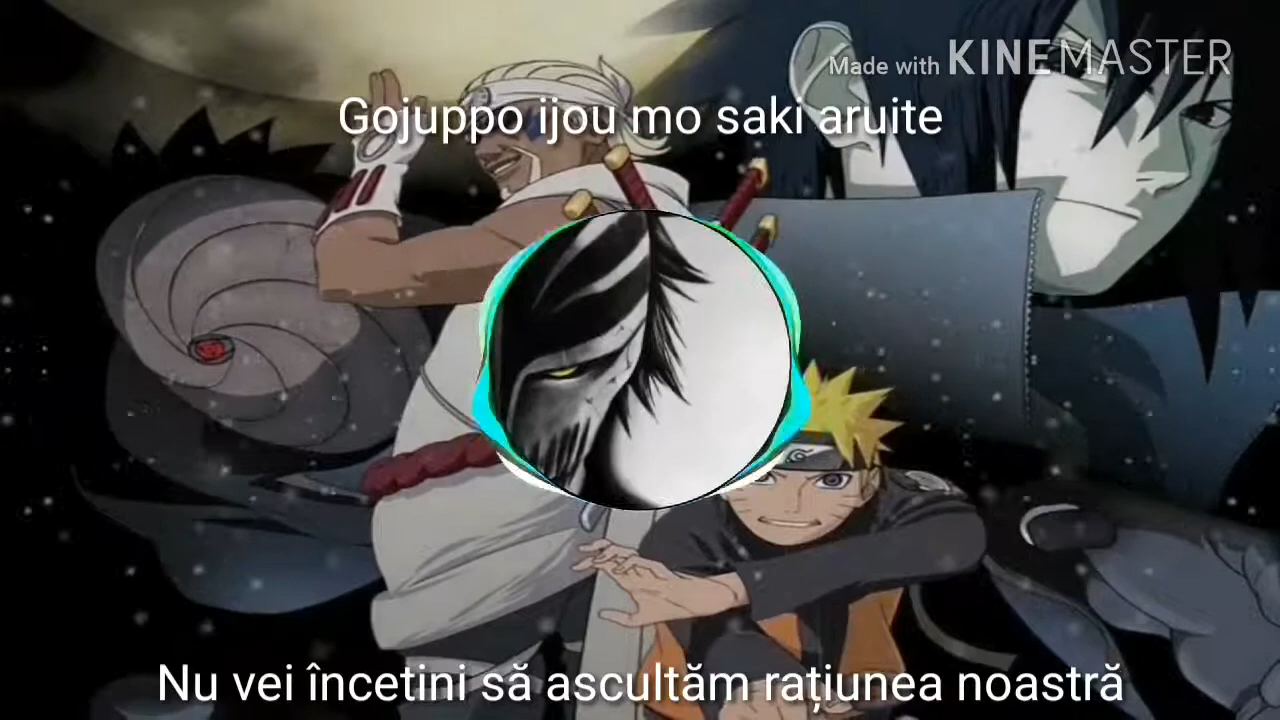 Made with KINEMASTER
Gojuppo ijou mo saki aruite
Nu vei încetini să ascultăm rațiunea noastră